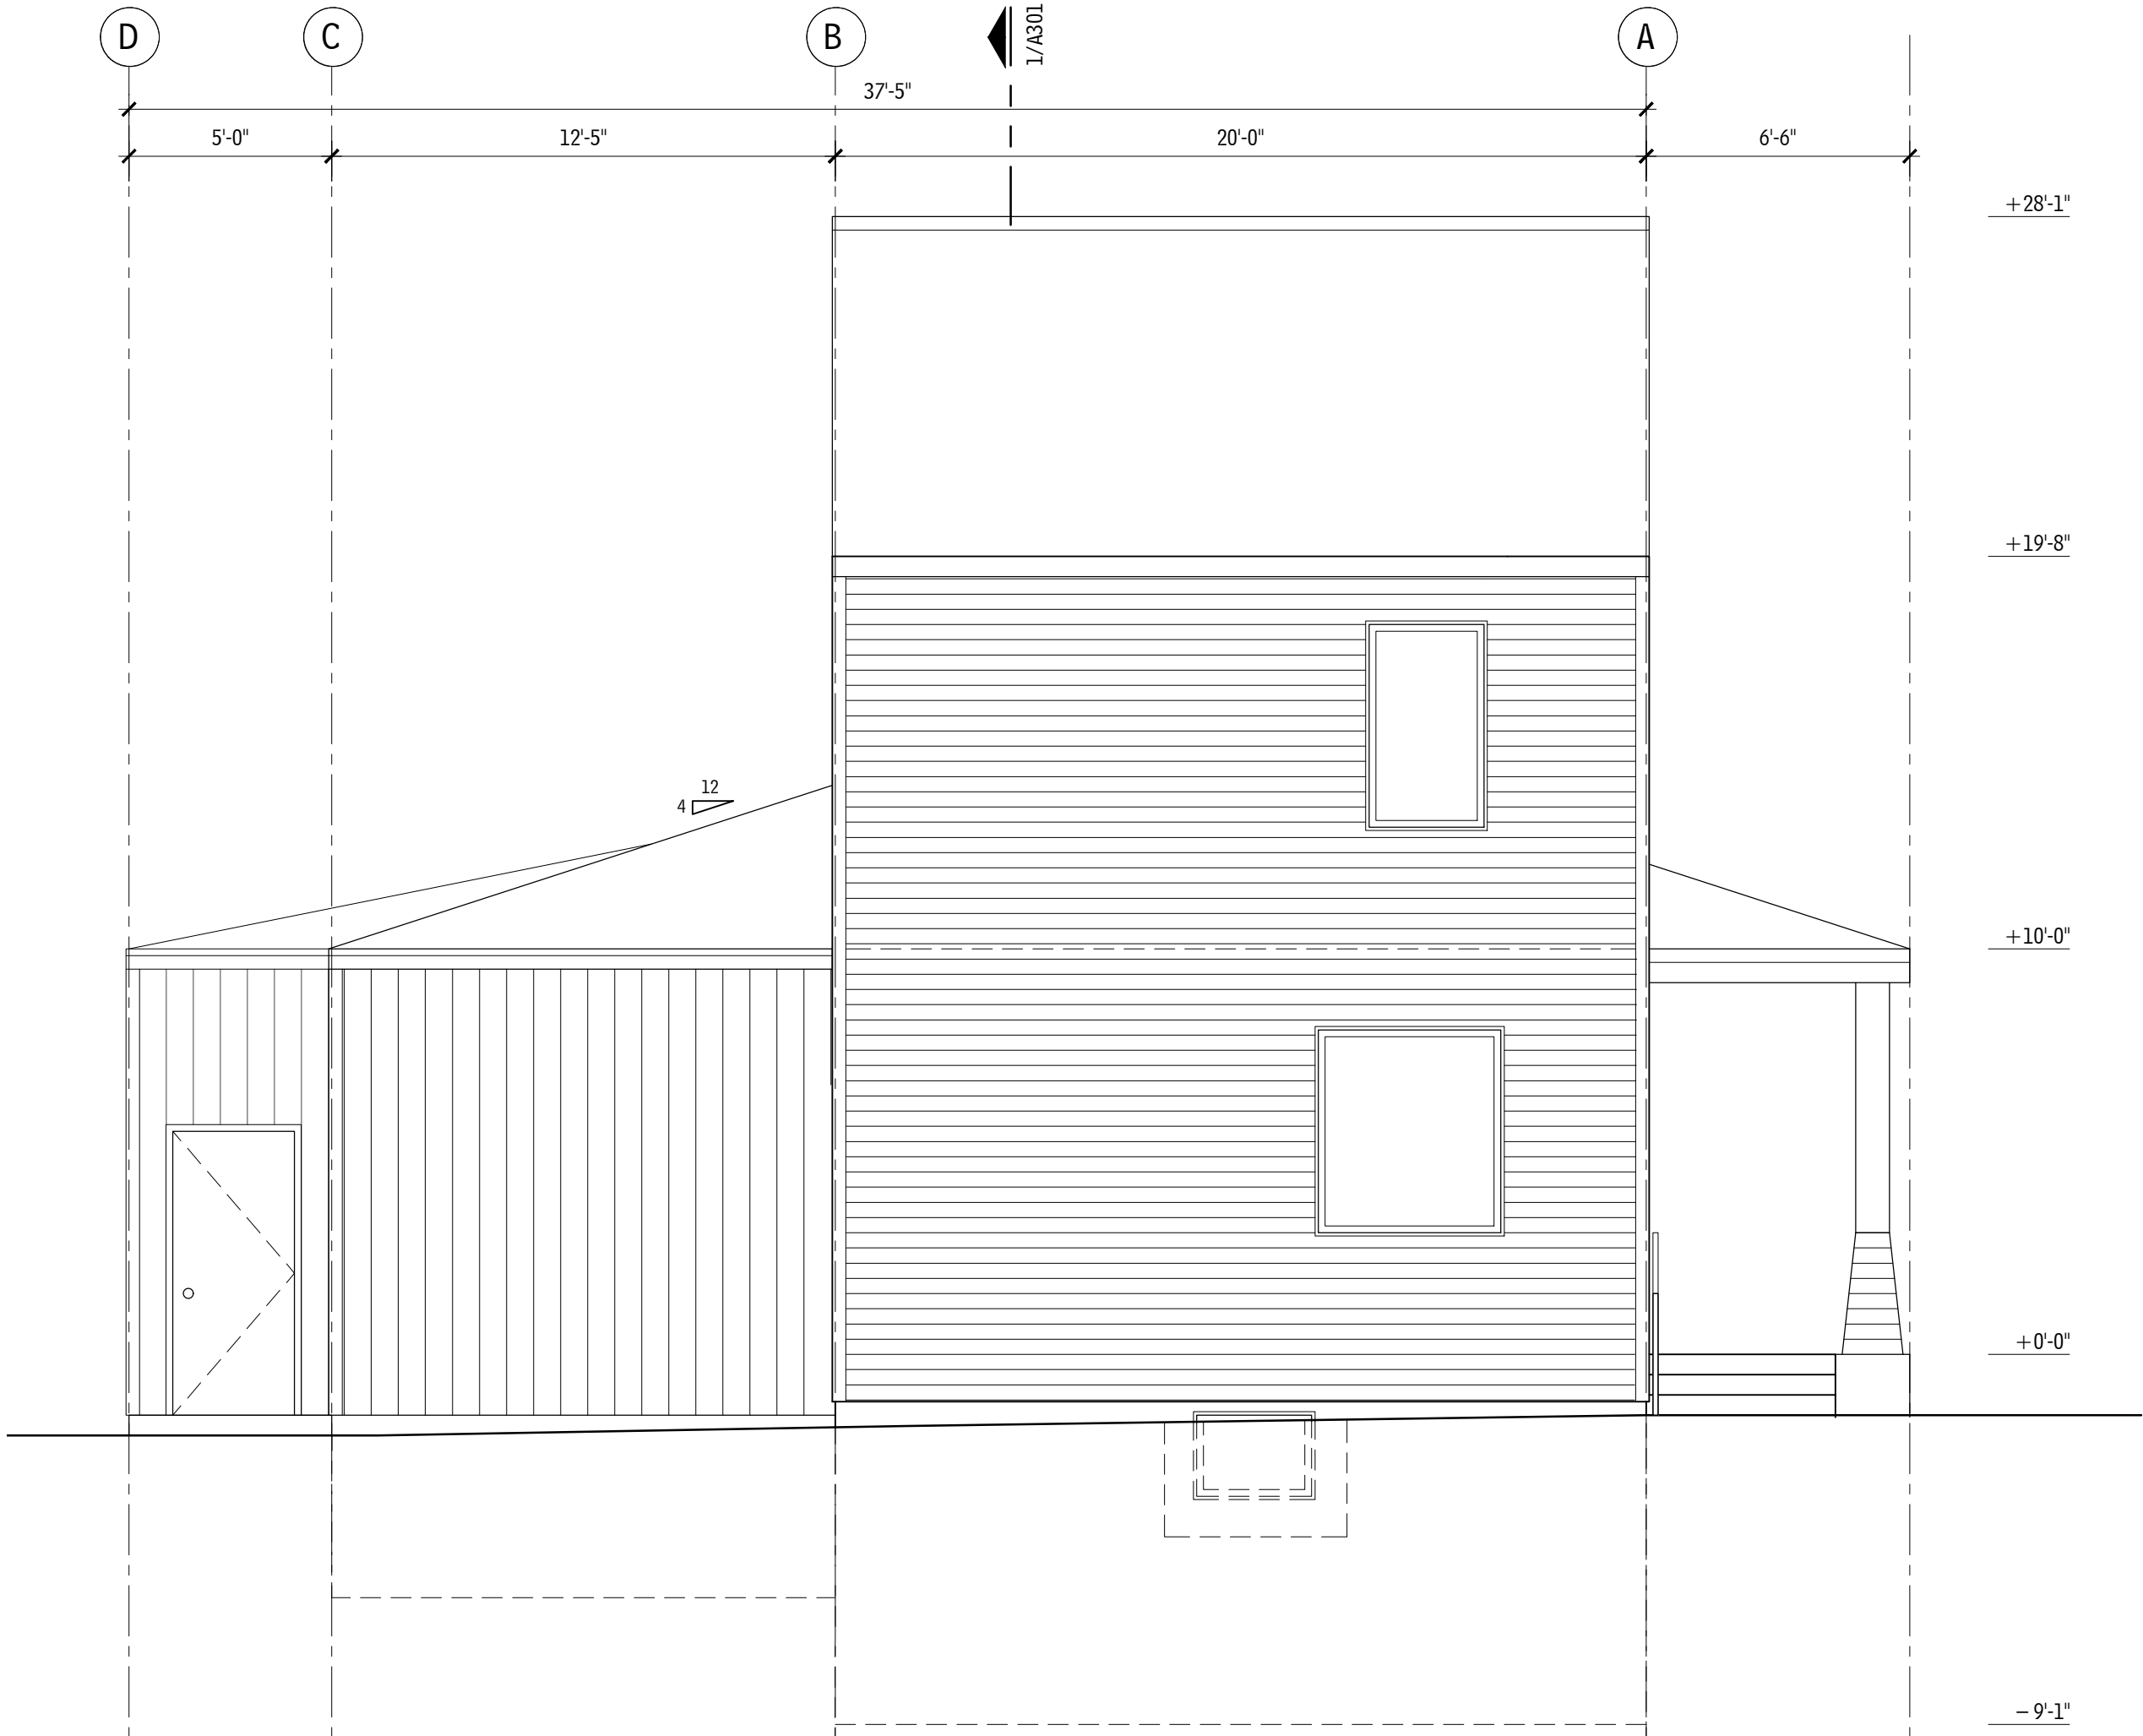 D
C
B
1/A301
A
37'-5"
5'-0"
12'-5"
20'-0"
6'-6"
+28'-1"
+19'-8"
12
4
+10'-0"
+0'-0"
− 9'-1"